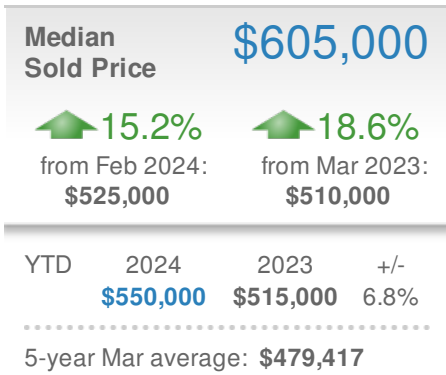 Median $605,000
Sold Price
15.2% 18.6%
from Feb 2024: from Mar 2023:
$525,000 $510,000
YTD 2024 2023 +/-
$550,000 $515,000 6.8%
5-year Mar average: $479,417